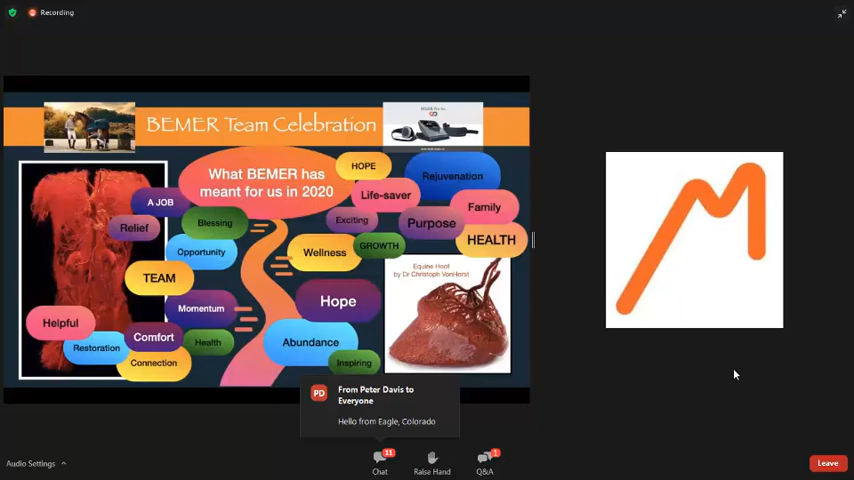 Recording
BEMER Team Celebration
What BEMER has
meant for us in 2020
HOPE
Rejuvenation
Life-saver
A JOB
Family
Blessing
Exciting
Purpose
Relief
HEALTH
GROWTH
Opportunity
Wellness
TEAM
Equine Hoof
by Dr Christoph VonHorst
Hope
Momentum
Helpful
Comfort
Health
Abundance
Restoration
Connection
Inspiring
PD
From Peter Davis to
Everyone
Hello from Eagle, Colorado
Audio Settings
11
Chat
Raise Hand
1
Q&A
Leave